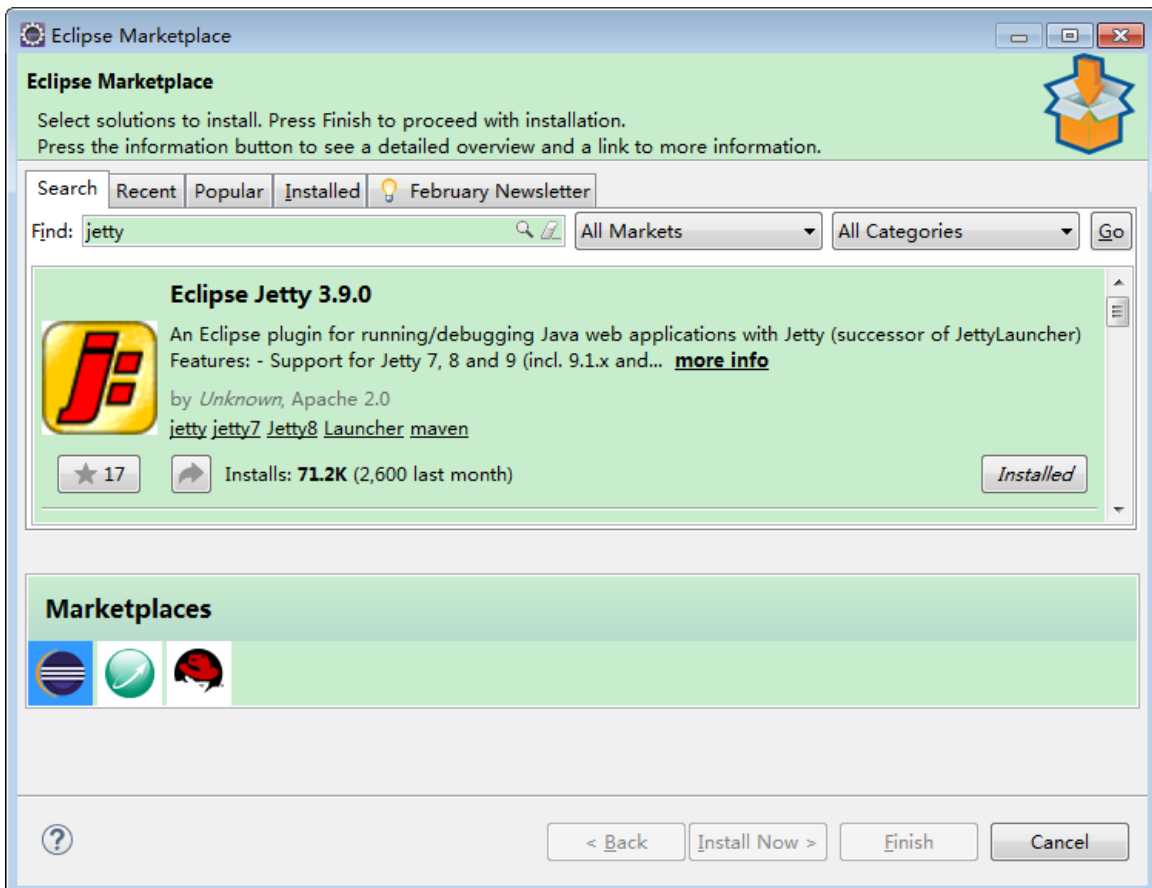 Eclipse Marketplace
Eclipse Marketplace
Select solutions to install. Press Finish to proceed with installation.
Press the information button to see a detailed overview and a link to more information.
Search Recent Popular Installed February Newsletter
Find: jetty All Markets All Categories Go
Eclipse Jetty 3.9.0
An Eclipse plugin for running/debugging Java web applications with Jetty (successor of JettyLauncher)
Features: - Support for Jetty 7, 8 and 9 (incl. 9.1.x and... more info
by Unknown, Apache 2.0
jetty jetty7 Jetty8 Launcher maven
17 Installs: 71.2K (2,600 last month) Installed
Marketplaces
? < Back Install Now > Finish Cancel